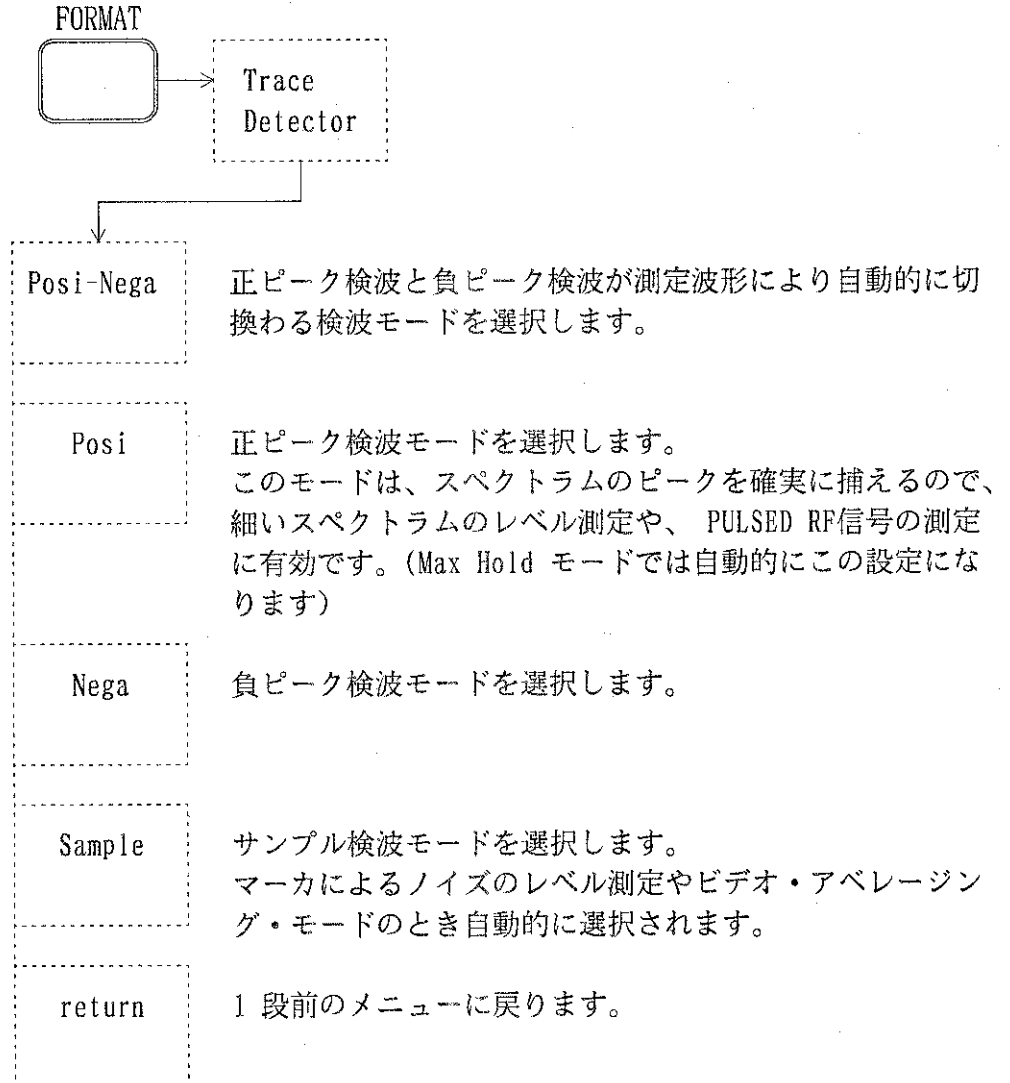 FORMAT
Trace
Detector
Posi-Nega
正ピーク検波と負ピーク検波が測定波形により自動的に切
換わる検波モードを選択します。
Posi
正ピーク検波モードを選択します。
このモードは、スペクトラムのピークを確実に捕えるので、
細いスペクトラムのレベル測定や、 PULSED RF信号の測定
に有効です。(Max Hold モードでは自動的にこの設定にな
ります)
Nega
負ピーク検波モードを選択します。
Sample
サンプル検波モードを選択します。
マーカによるノイズのレベル測定やビデオ・アベレージン
グ・モードのとき自動的に選択されます。
return
1 段前のメニューに戻ります。